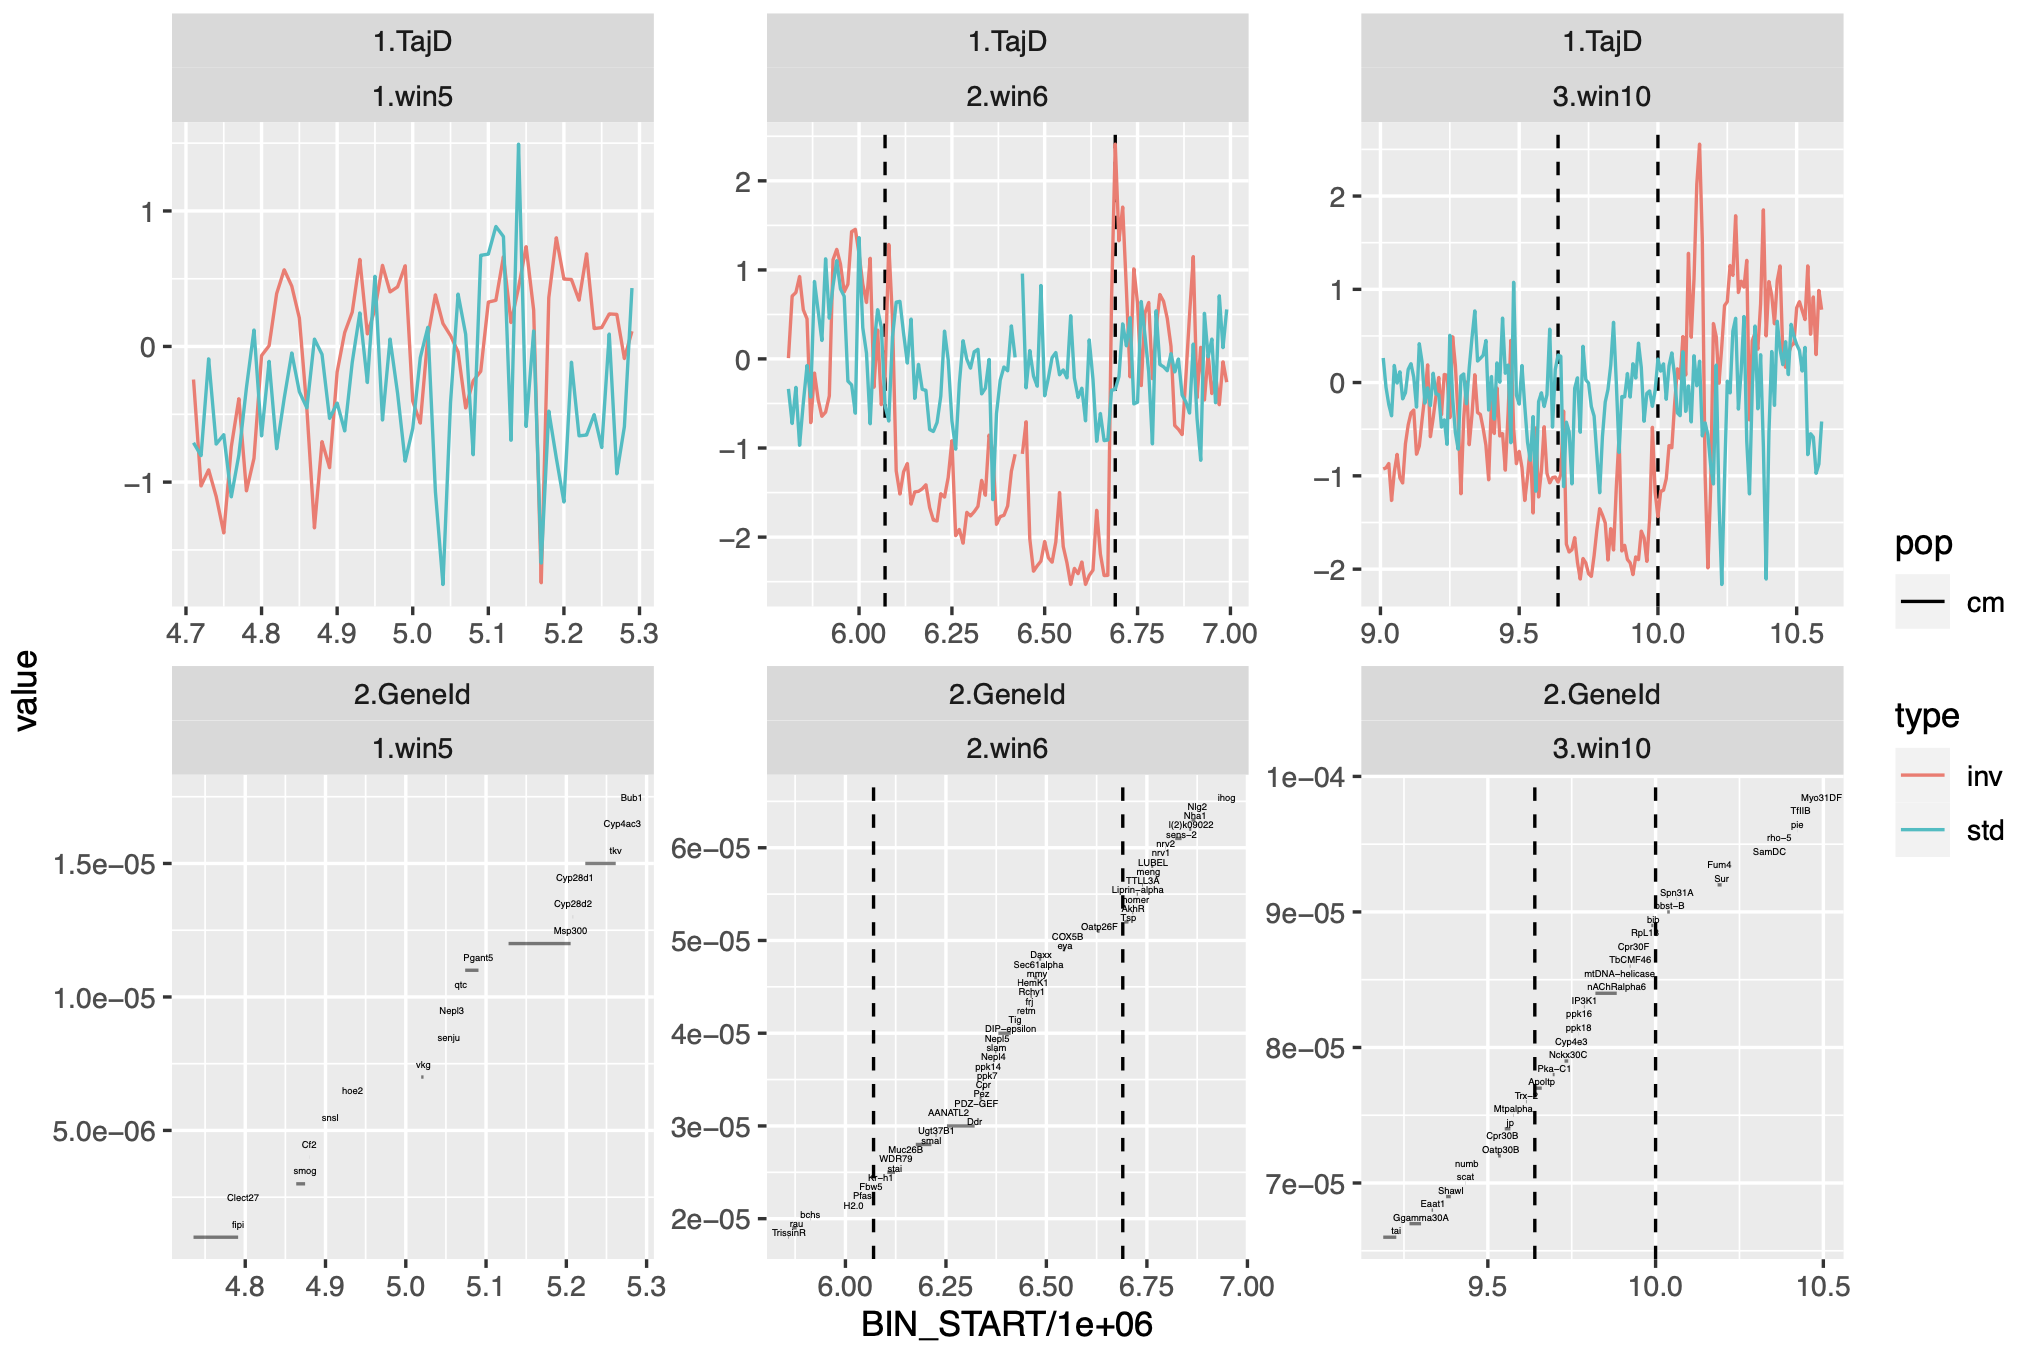 1.TajD
1.win5
1.TajD
2.win6
1.TajD
3.win10
1
0
−1
4.7 4.8 4.9 5.0 5.1 5.2 5.3
2
1
0
−1
−2
6.00 6.25 6.50 6.75 7.00
2
1
0
−1
−2
9.0 9.5 10.0 10.5
value
pop
cm
type
inv
std
2.GeneId
1.win5
2.GeneId
2.win6
2.GeneId
3.win10
1.5e−05
1.0e−05
5.0e−06
Bub1
Cyp4ac3
tkv
Cyp28d1
Cyp28d2
Msp300
Pgant5
qtc
Nepl3
senju
vkg
hoe2
snsl
Cf2
smog
Clect27
fipi
4.8 4.9 5.0 5.1 5.2 5.3
6e−05
5e−05
4e−05
3e−05
2e−05
ihog
Nlg2
Nha1
l(2)k09022
sens−2
nrv2
nrv1
LUBEL
meng
TTLL3A
Liprin−alpha
homer
AkhR
Tsp
Oatp26F
COX5B
eya
Daxx
Sec61alpha
mmy
HemK1
Rchy1
frj
retm
Tig
DIP−epsilon
Nepl5
slam
Nepl4
ppk14
ppk7
Cpr
Pez
PDZ−GEF
AANATL2
Ddr
Ugt37B1
smal
Muc26B
WDR79
stai
Kr−h1
Fbw5
Pfas
H2.0
bchs
rau
TrissinR
6.00 6.25 6.50 6.75 7.00
1e−04
9e−05
8e−05
7e−05
Myo31DF
TfIIB
pie
rho−5
SamDC
Fum4
Sur
Spn31A
obst−B
bib
Cpr30F
TbCMF46
mtDNA−helicase
nAChRalpha6
IP3K1
ppk16
ppk18
Cyp4e3
Nckx30C
Pka−C1
Apoltp
Mtpalpha
jp
Cpr30B
Oatp30B
numb
scat
Shawl
Eaat1
Ggamma30A
tai
9.5 10.0 10.5
BIN_START/1e+06